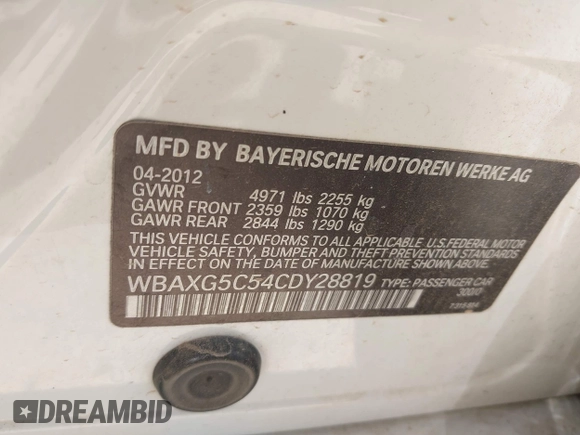 MFD BY BAYERISCHE MOTOREN WERKE AG
04-2012
GVWR 4971 lbs 2255 kg
GAWR FRONT 2359 lbs 1070 kg
GAWR REAR 2844 lbs 1290 kg
THIS VEHICLE CONFORMS TO ALL APPLICABLE, U.S.FEDERAL MOTOR
VEHICLE SAFETY, BUMPER AND THEFT PREVENTION STANDARDS
IN EFFECT ON THE DATE OF MANUFACTURE SHOWN ABOVE.
WBAXG5C54CDY28819 TYPE: PASSENGER CAR
DREAMBID